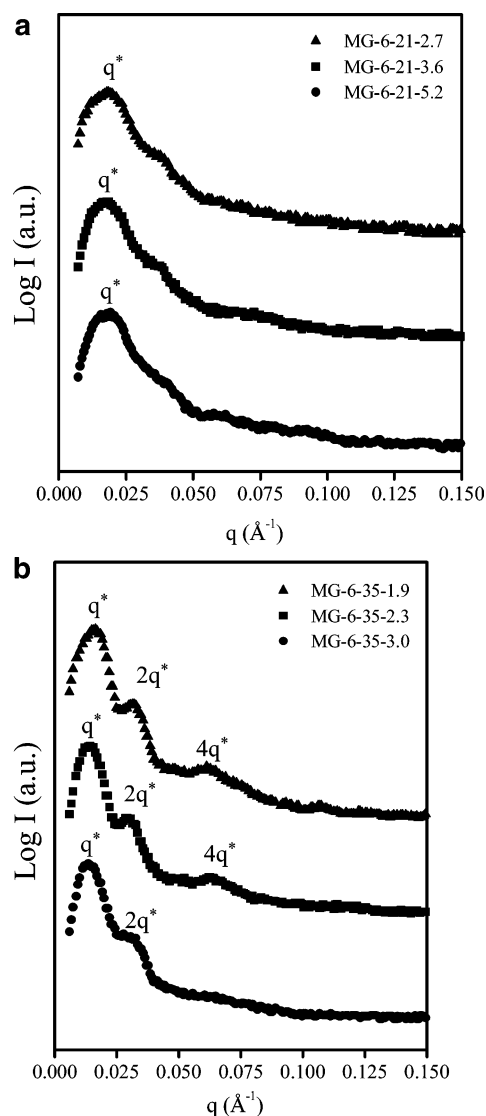 a
MG-6-21-2.7
MG-6-21-3.6
MG-6-21-5.2
q*
q*
q*
Log I (a.u.)
0.000 0.025 0.050 0.075 0.100 0.125 0.150
q (Å⁻¹)
b
MG-6-35-1.9
MG-6-35-2.3
MG-6-35-3.0
q*
2q*
4q*
q*
2q*
4q*
q*
2q*
Log I (a.u.)
0.000 0.025 0.050 0.075 0.100 0.125 0.150
q (Å⁻¹)